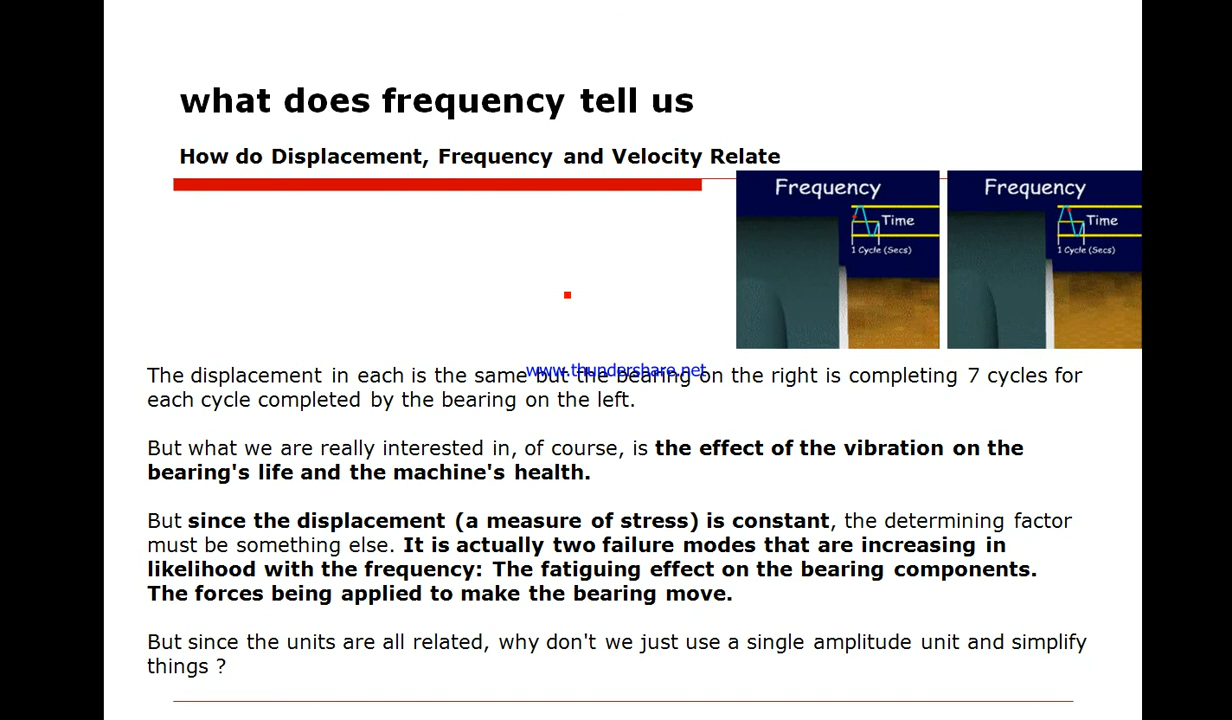 what does frequency tell us
How do Displacement, Frequency and Velocity Relate
Frequency
Time
1 Cycle (Secs)
Frequency
Time
1 Cycle (Secs)
www.thundershare.net
The displacement in each is the same but the bearing on the right is completing 7 cycles for
each cycle completed by the bearing on the left.
But what we are really interested in, of course, is the effect of the vibration on the
bearing's life and the machine's health.
But since the displacement (a measure of stress) is constant, the determining factor
must be something else. It is actually two failure modes that are increasing in
likelihood with the frequency: The fatiguing effect on the bearing components.
The forces being applied to make the bearing move.
But since the units are all related, why don't we just use a single amplitude unit and simplify
things ?